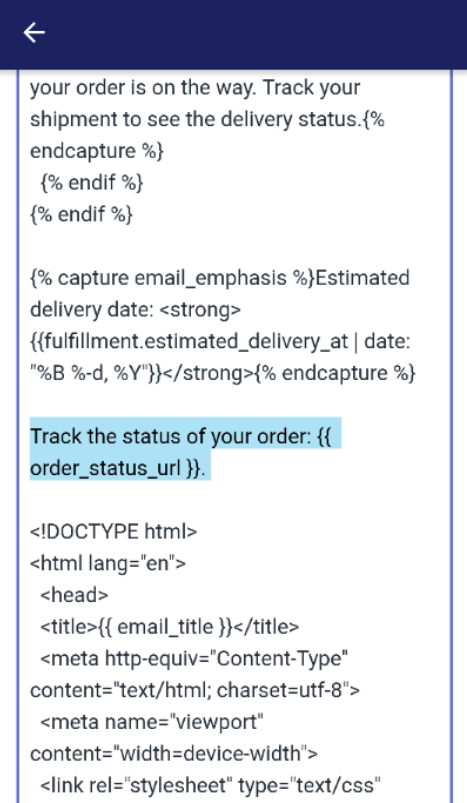 your order is on the way. Track your
shipment to see the delivery status.{%
endcapture %}
{% endif %}
{% endif %}
{% capture email_emphasis %}Estimated
delivery date: <strong>
{{fulfillment.estimated_delivery_at | date:
"%B %-d, %Y"}}</strong>{% endcapture %}
Track the status of your order: {{
order_status_url }}.
<!DOCTYPE html>
<html lang="en">
<head>
<title>{{ email_title }}</title>
<meta http-equiv="Content-Type"
content="text/html; charset=utf-8">
<meta name="viewport"
content="width=device-width">
<link rel="stylesheet" type="text/css"